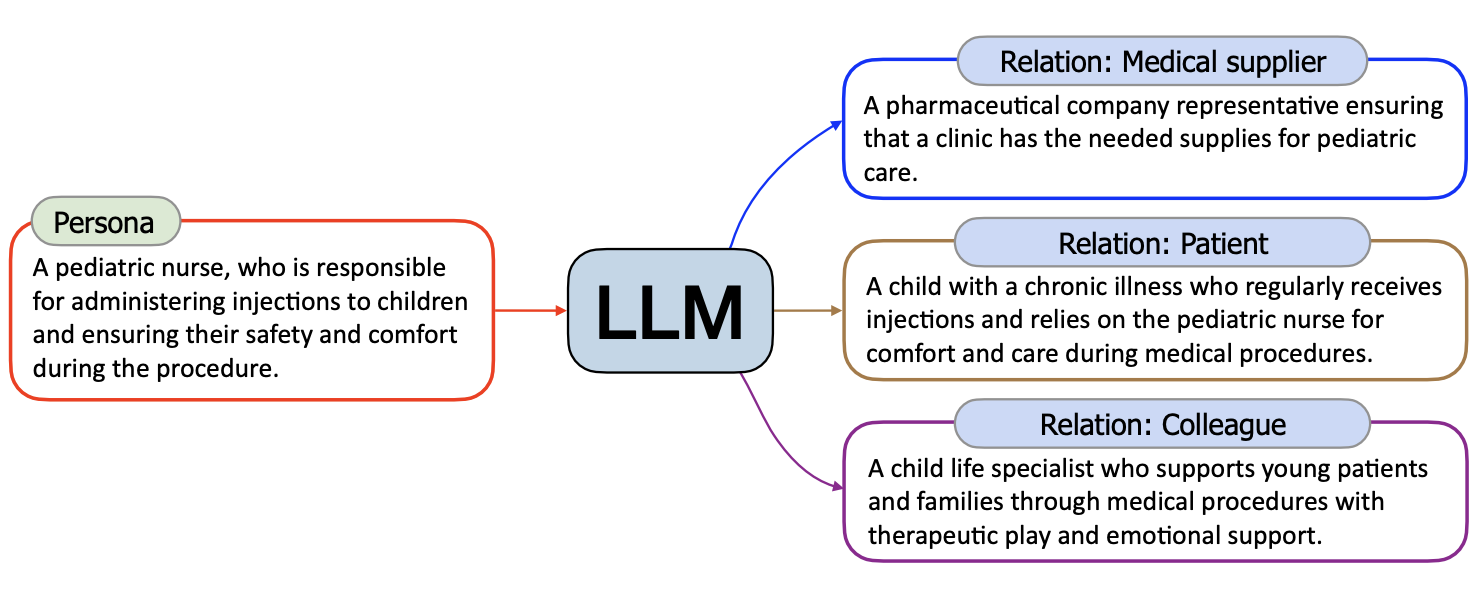 Persona
A pediatric nurse, who is responsible
for administering injections to children
and ensuring their safety and comfort
during the procedure.
LLM
Relation: Medical supplier
A pharmaceutical company representative ensuring
that a clinic has the needed supplies for pediatric
care.
Relation: Patient
A child with a chronic illness who regularly receives
injections and relies on the pediatric nurse for
comfort and care during medical procedures.
Relation: Colleague
A child life specialist who supports young patients
and families through medical procedures with
therapeutic play and emotional support.